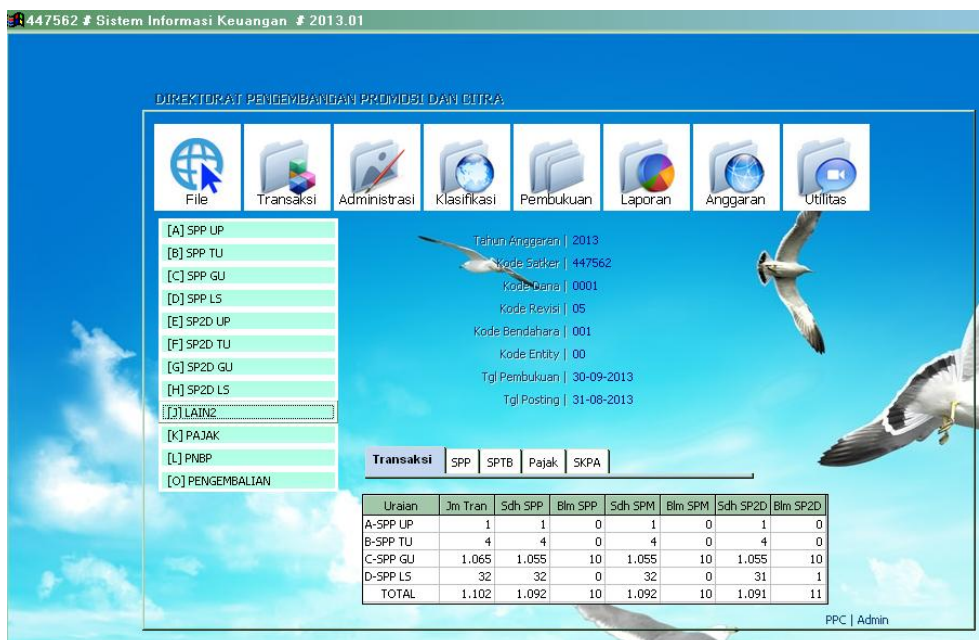 447562 # Sistem Informasi Keuangan # 2013.01
DIREKTORAT PENGEMBANGAN PROMOSI DAN CITRA
File Transaksi Administrasi Klasifikasi Pembukuan Laporan Anggaran Utilitas
[A] SPP UP
[B] SPP TU
[C] SPP GU
[D] SPP LS
[E] SP2D UP
[F] SP2D TU
[G] SP2D GU
[H] SP2D LS
[J] LAIN2
[K] PAJAK
[L] PNBP
[O] PENGEMBALIAN
Tahun Anggaran | 2013
Kode Satker | 447562
Kode Dana | 0001
Kode Revisi | 05
Kode Bendahara | 001
Kode Entity | 00
Tgl Pembukuan | 30-09-2013
Tgl Posting | 31-08-2013
Transaksi SPP SPTB Pajak SKPA
Uraian Jm Tran Sdh SPP Blm SPP Sdh SPM Blm SPM Sdh SP2D Blm SP2D
A-SPP UP 1 1 0 1 0 1 0
B-SPP TU 4 4 0 4 0 4 0
C-SPP GU 1.065 1.055 10 1.055 10 1.055 10
D-SPP LS 32 32 0 32 0 31 1
TOTAL 1.102 1.092 10 1.092 10 1.091 11
PPC | Admin